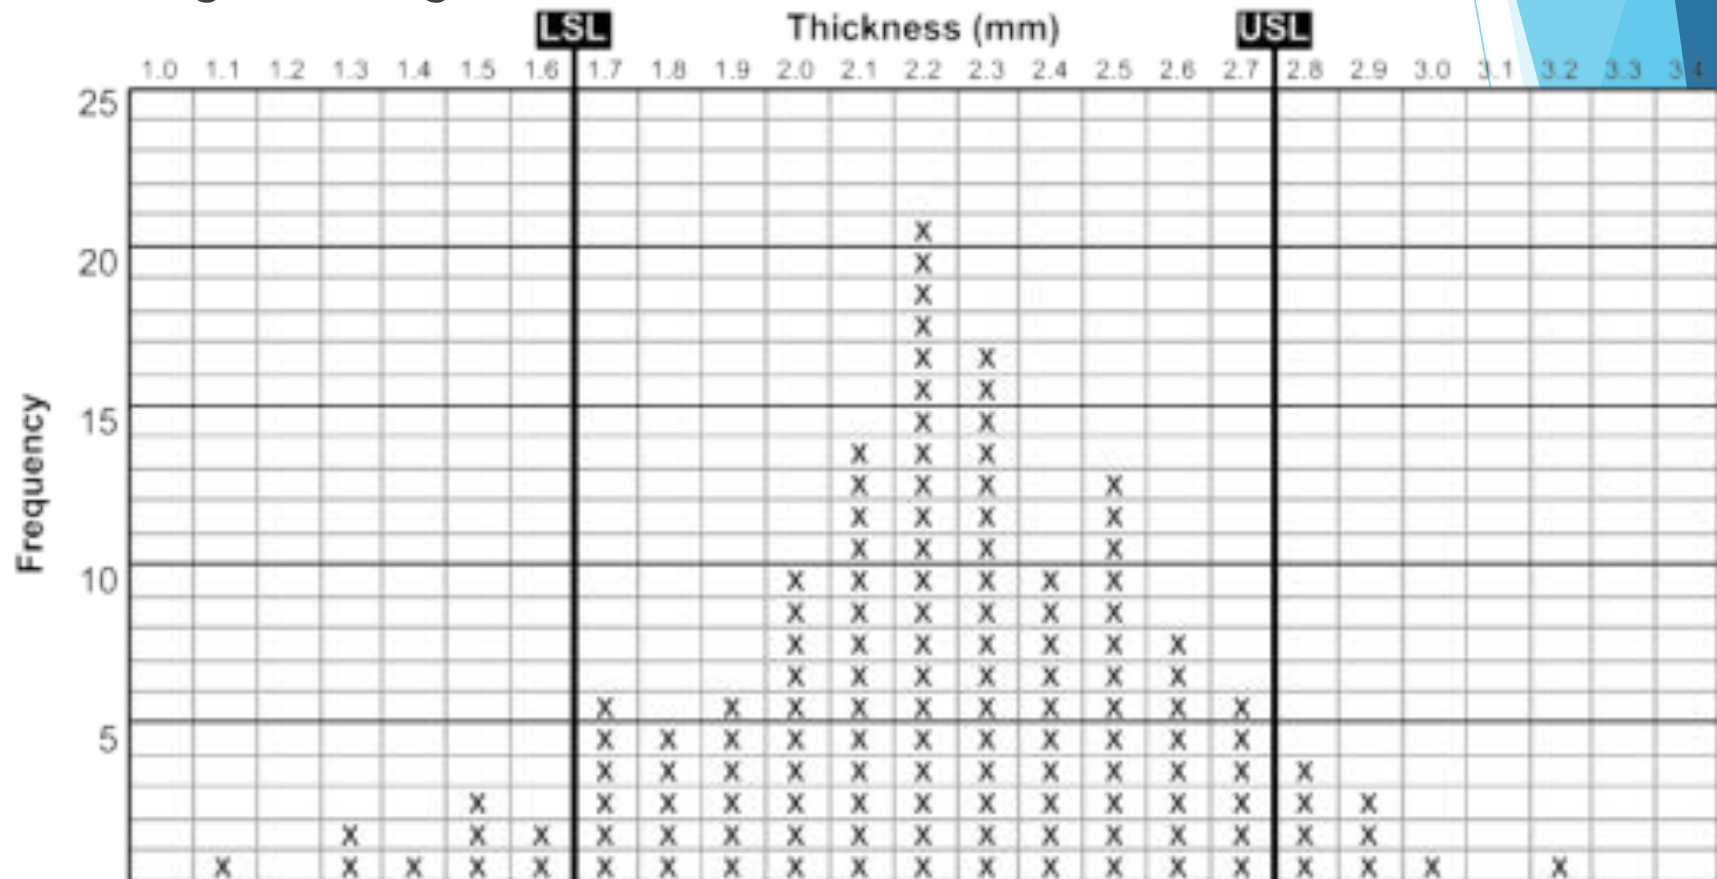 LSL Thickness (mm) USL
1.0 1.1 1.2 1.3 1.4 1.5 1.6 1.7 1.8 1.9 2.0 2.1 2.2 2.3 2.4 2.5 2.6 2.7 2.8 2.9 3.0 3.1 3.2 3.3 3.4
25
X
20
X
X
X
X X
X X
15
X X
X X X
X X X X
X X X X
X X X X
10
X X X X X X
X X X X X X
X X X X X X X
X X X X X X X
X X X X X X X X X X
5
X X X X X X X X X X X
X X X X X X X X X X X X
X X X X X X X X X X X X X X
X X X X X X X X X X X X X X X X
X X X X X X X X X X X X X X X X X X X
Frequency